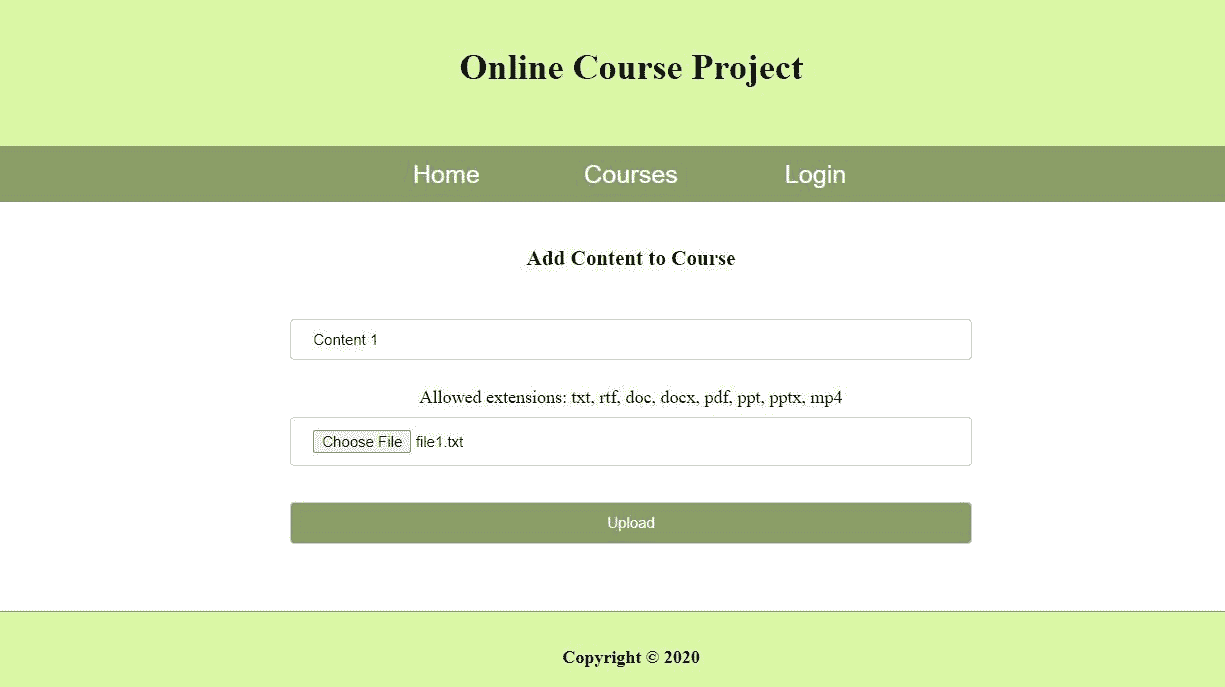 Online Course Project
Home Courses Login
Add Content to Course
Content 1
Allowed extensions: txt, rtf, doc, docx, pdf, ppt, pptx, mp4
Choose File file1.txt
Upload
Copyright © 2020